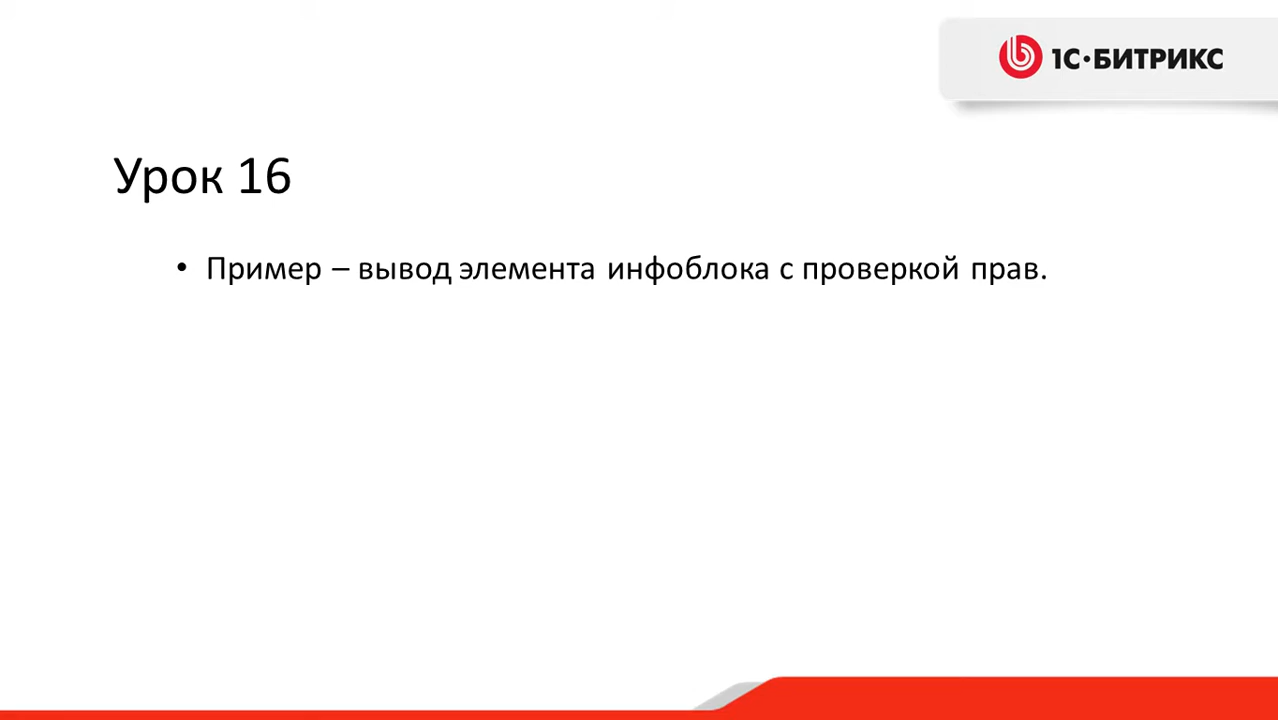 1С·БИТРИКС
Урок 16
• Пример – вывод элемента инфоблока с проверкой прав.